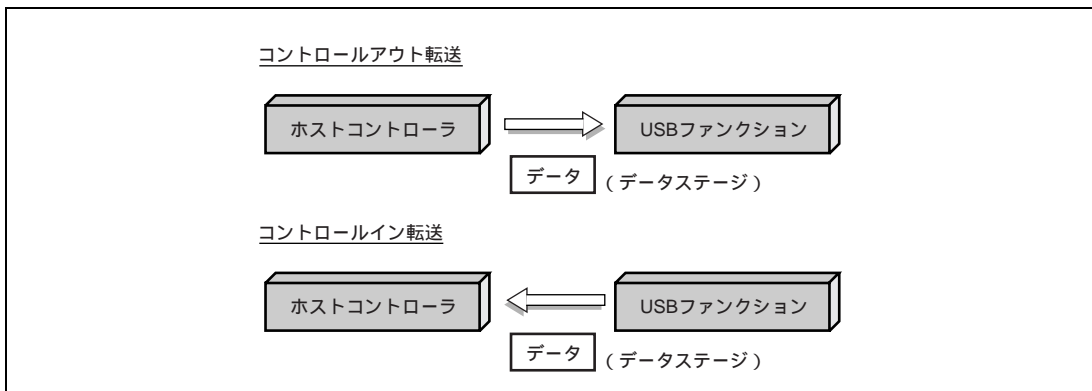 コントロールアウト転送
ホストコントローラ
USBファンクション
データ
（データステージ）
コントロールイン転送
ホストコントローラ
USBファンクション
データ
（データステージ）